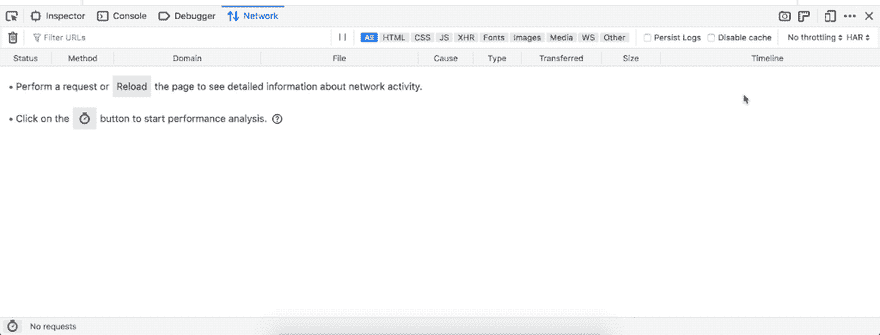 Inspector Console Debugger Network
Filter URLs All HTML CSS JS XHR Fonts Images Media WS Other Persist Logs Disable cache No throttling HAR
Status Method Domain File Cause Type Transferred Size Timeline
• Perform a request or Reload the page to see detailed information about network activity.
• Click on the button to start performance analysis.
No requests